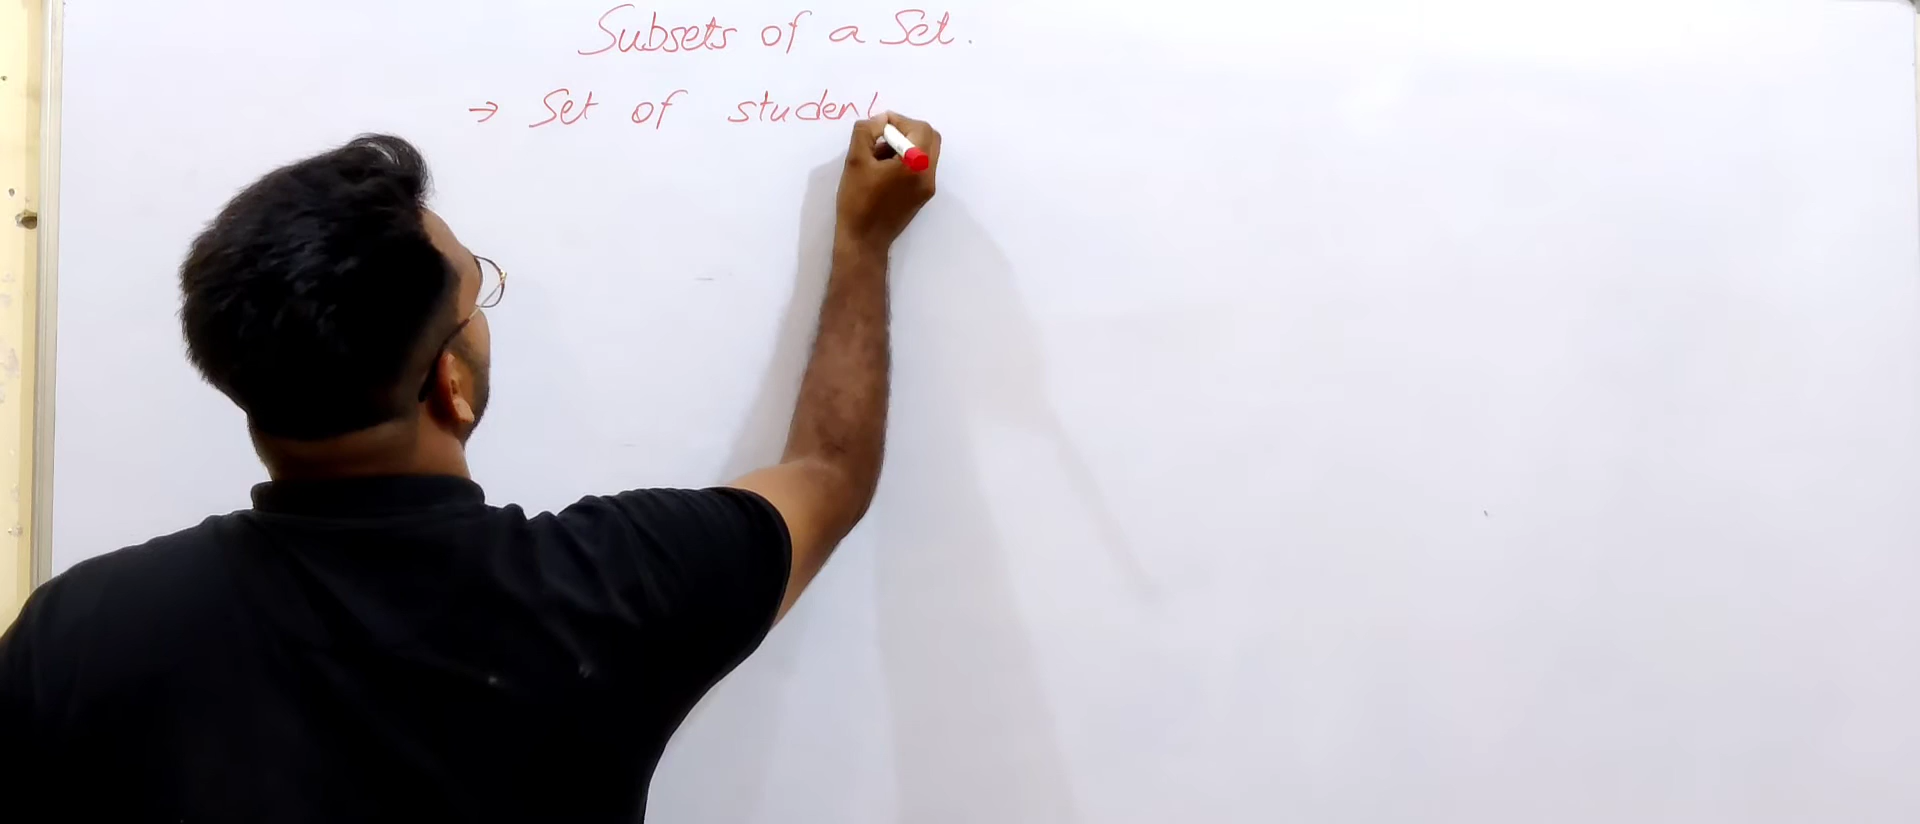 Subsets of a Set.
→ Set of student